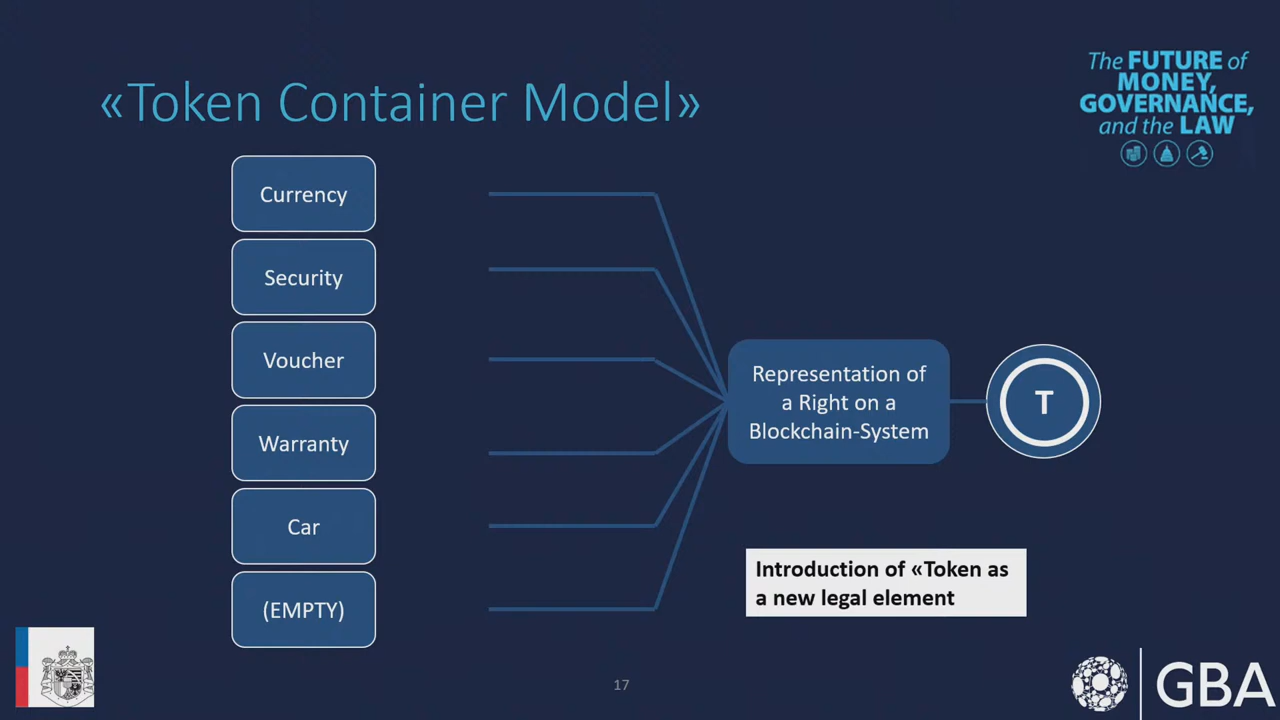 «Token Container Model»
The FUTURE of
MONEY,
GOVERNANCE,
and the LAW
Currency
Security
Voucher
Warranty
Car
(EMPTY)
Representation of
a Right on a
Blockchain-System
T
Introduction of «Token as
a new legal element
17
GBA